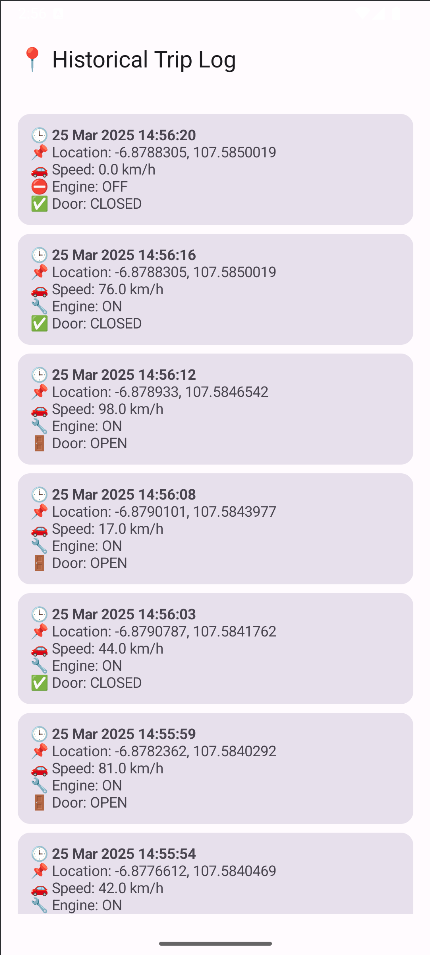 📍 Historical Trip Log
🕒 25 Mar 2025 14:56:20
📌 Location: -6.8788305, 107.5850019
🚗 Speed: 0.0 km/h
⛔ Engine: OFF
✅ Door: CLOSED
🕒 25 Mar 2025 14:56:16
📌 Location: -6.8788305, 107.5850019
🚗 Speed: 76.0 km/h
🔧 Engine: ON
✅ Door: CLOSED
🕒 25 Mar 2025 14:56:12
📌 Location: -6.878933, 107.5846542
🚗 Speed: 98.0 km/h
🔧 Engine: ON
🚪 Door: OPEN
🕒 25 Mar 2025 14:56:08
📌 Location: -6.8790101, 107.5843977
🚗 Speed: 17.0 km/h
🔧 Engine: ON
🚪 Door: OPEN
🕒 25 Mar 2025 14:56:03
📌 Location: -6.8790787, 107.5841762
🚗 Speed: 44.0 km/h
🔧 Engine: ON
✅ Door: CLOSED
🕒 25 Mar 2025 14:55:59
📌 Location: -6.8782362, 107.5840292
🚗 Speed: 81.0 km/h
🔧 Engine: ON
🚪 Door: OPEN
🕒 25 Mar 2025 14:55:54
📌 Location: -6.8776612, 107.5840469
🚗 Speed: 42.0 km/h
🔧 Engine: ON